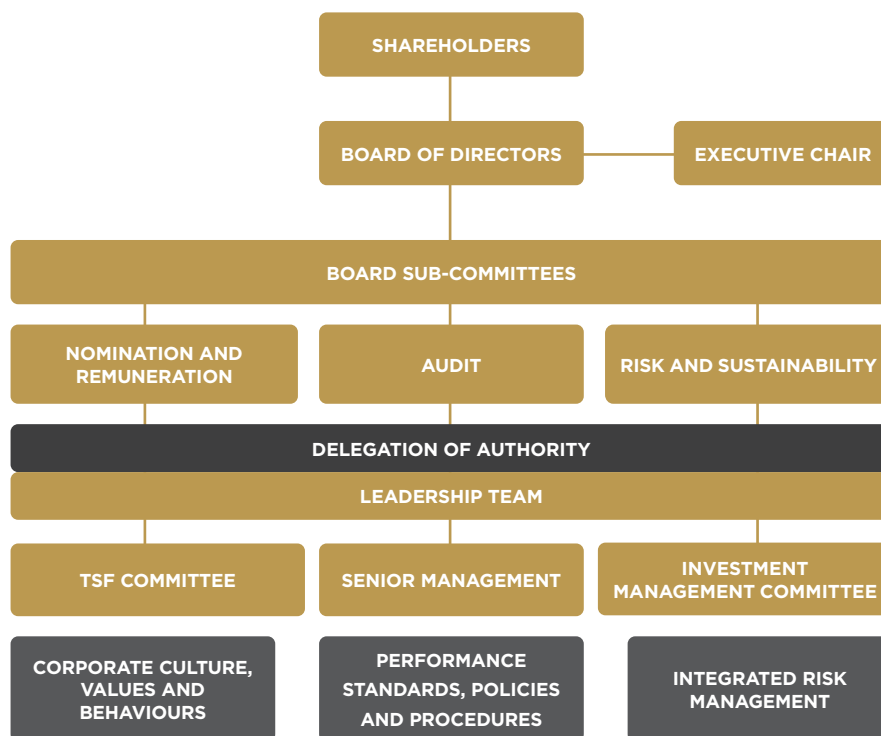 SHAREHOLDERS
BOARD OF DIRECTORS
EXECUTIVE CHAIR
BOARD SUB-COMMITTEES
NOMINATION AND
REMUNERATION
AUDIT
RISK AND SUSTAINABILITY
DELEGATION OF AUTHORITY
LEADERSHIP TEAM
TSF COMMITTEE
SENIOR MANAGEMENT
INVESTMENT
MANAGEMENT COMMITTEE
CORPORATE CULTURE,
VALUES AND
BEHAVIOURS
PERFORMANCE
STANDARDS, POLICIES
AND PROCEDURES
INTEGRATED RISK
MANAGEMENT